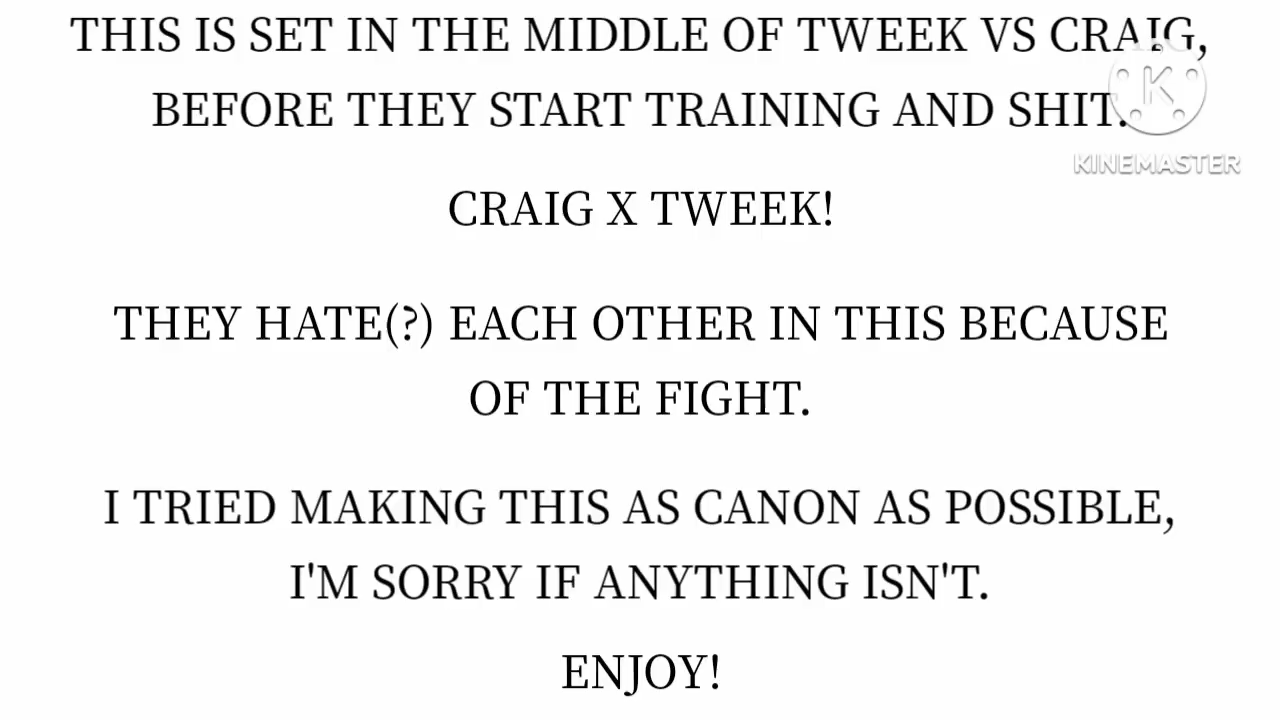 THIS IS SET IN THE MIDDLE OF TWEEK VS CRAIG,
BEFORE THEY START TRAINING AND SHIT.
KINEMASTER
CRAIG X TWEEK!
THEY HATE(?) EACH OTHER IN THIS BECAUSE
OF THE FIGHT.
I TRIED MAKING THIS AS CANON AS POSSIBLE,
I'M SORRY IF ANYTHING ISN'T.
ENJOY!